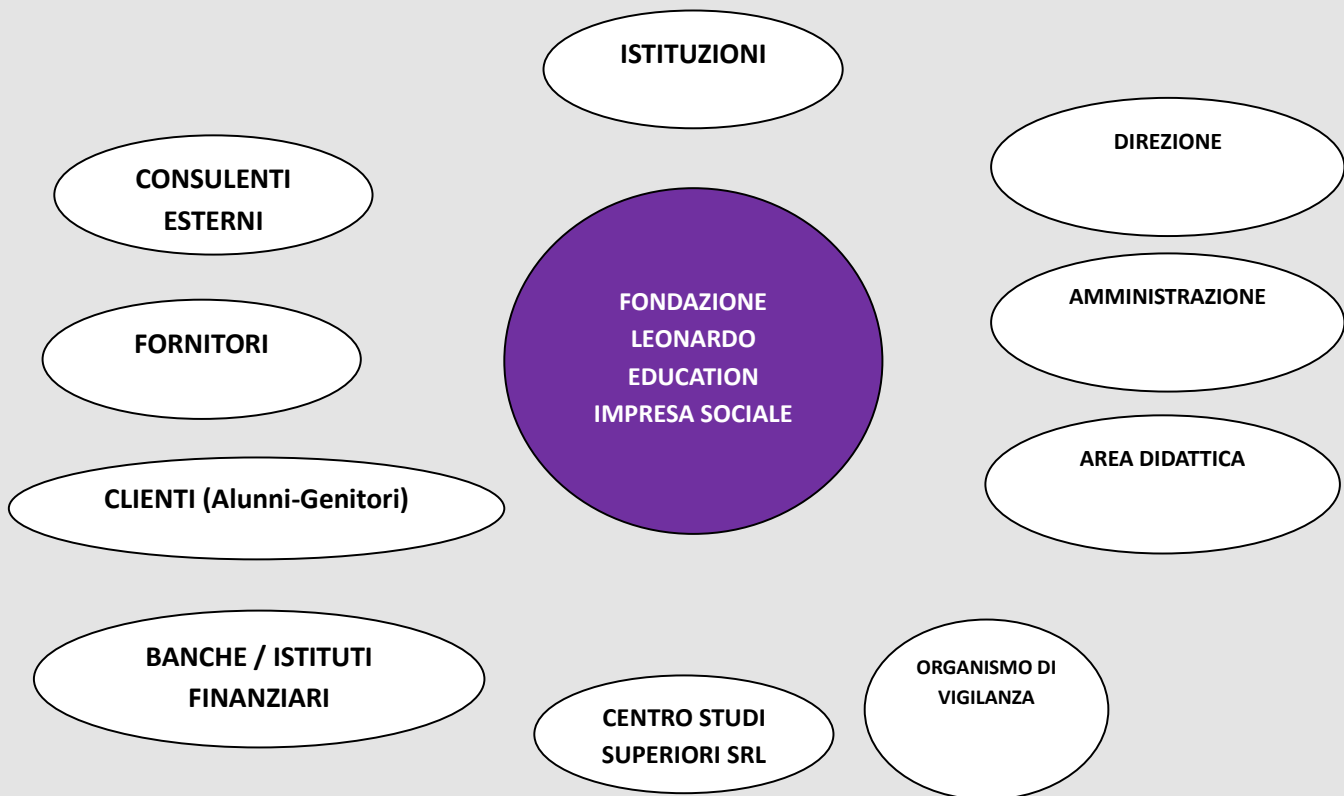 ISTITUZIONI
DIREZIONE
CONSULENTI
ESTERNI
AMMINISTRAZIONE
FONDAZIONE
LEONARDO
EDUCATION
IMPRESA SOCIALE
FORNITORI
AREA DIDATTICA
CLIENTI (Alunni-Genitori)
BANCHE / ISTITUTI
FINANZIARI
ORGANISMO DI
VIGILANZA
CENTRO STUDI
SUPERIORI SRL